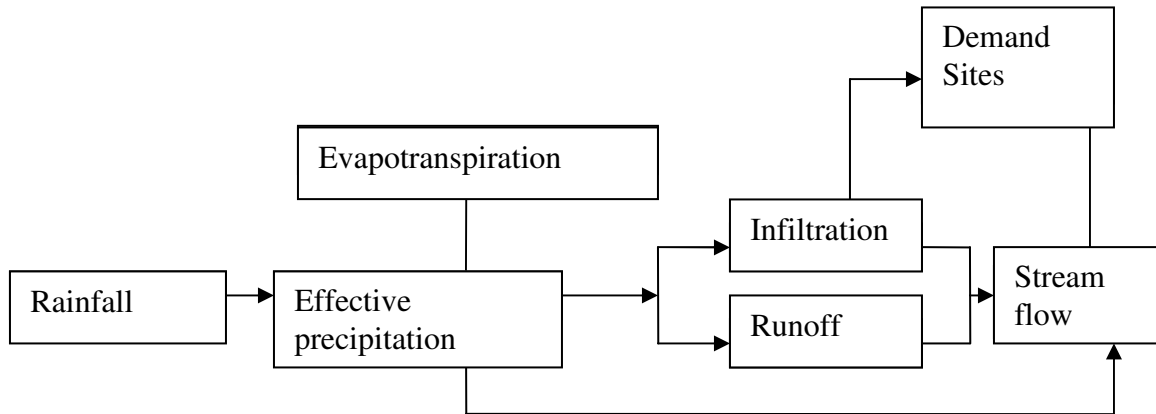 Demand
Sites
Evapotranspiration
Infiltration
Rainfall
Effective
precipitation
Runoff
Stream
flow